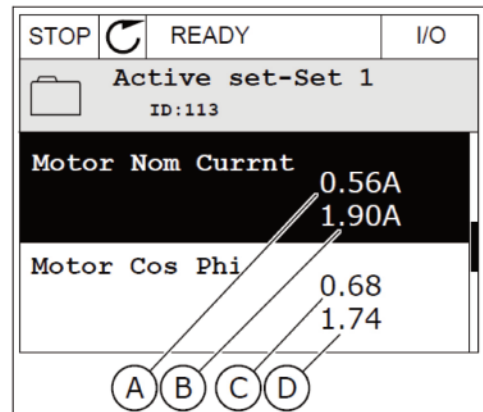 STOP READY I/O
Active set-Set 1
ID:113
Motor Nom Currnt
0.56A
1.90A
Motor Cos Phi
0.68
1.74
A B C D